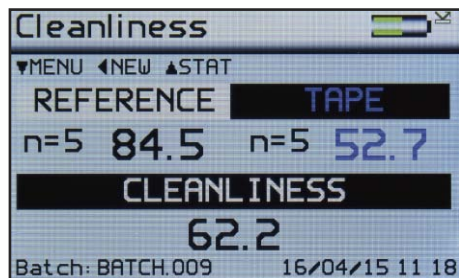 Cleanliness
▼MENU ◀NEW ▲STAT
REFERENCE TAPE
n=5 84.5 n=5 52.7
CLEANLINESS
62.2
Batch: BATCH.009 16/04/15 11 18